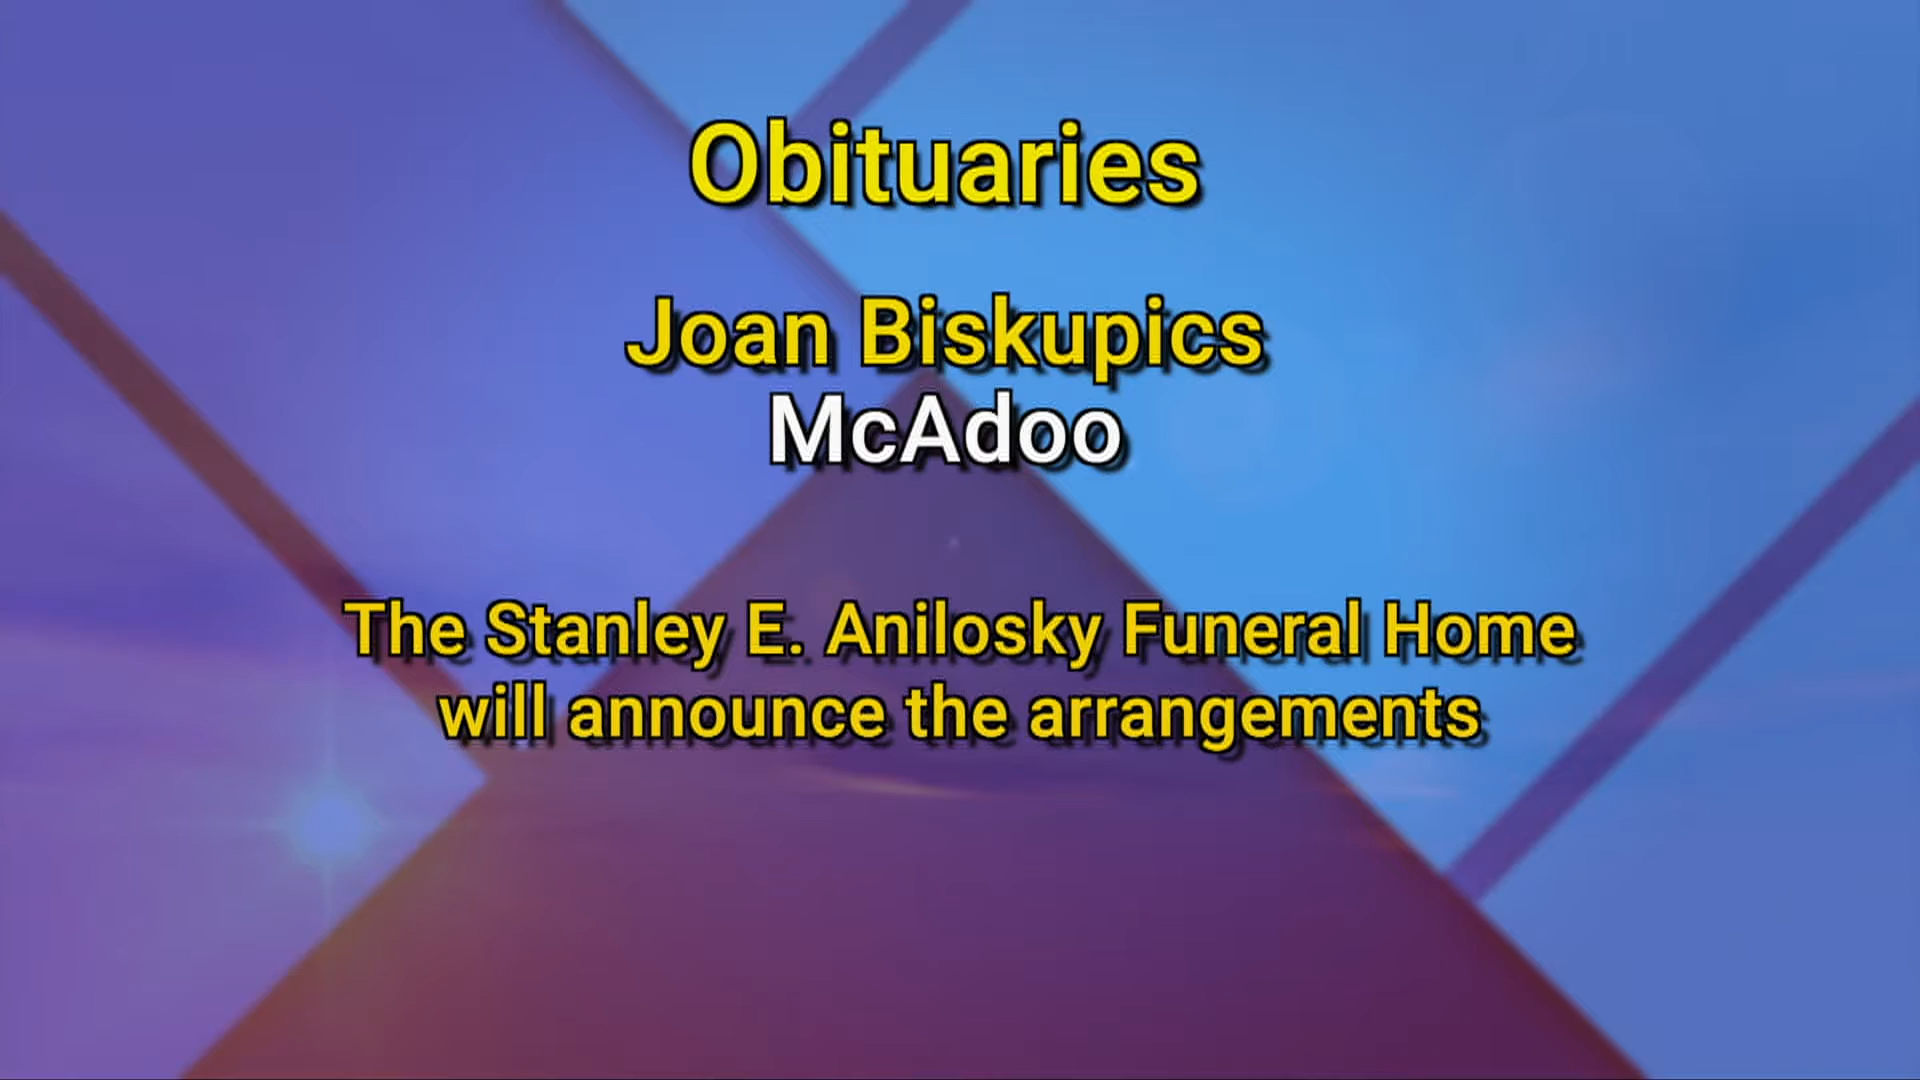 Obituaries
Joan Biskupics
McAdoo
The Stanley E. Anilosky Funeral Home
will announce the arrangements